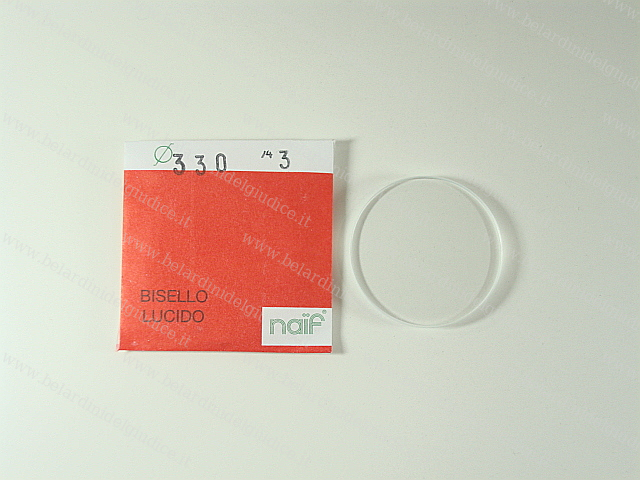 Ø330 14 3
BISELLO
LUCIDO
naïf®
www.belardinidelgiudice.it